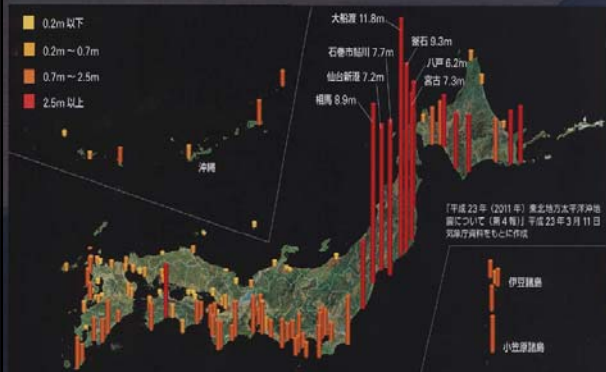 0.2m 以下
0.2m～0.7m
0.7m～2.5m
2.5m 以上
大船渡 11.8m
釜石 9.3m
石巻市鮎川 7.7m
八戸 6.2m
仙台新港 7.2m
宮古 7.3m
相馬 8.9m
沖縄
「平成 23 年（2011 年）東北地方太平洋沖地
震について（第4報）」平成 23 年 3 月 11 日
気象庁資料をもとに作成
伊豆諸島
小笠原諸島